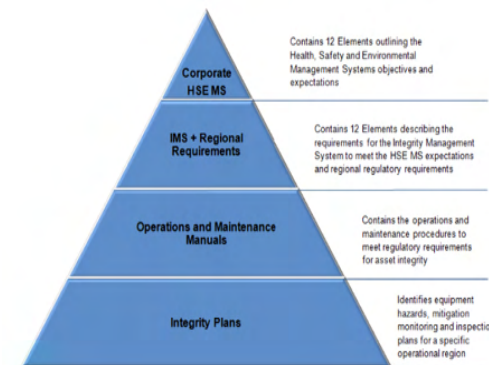 Corporate
HSE MS
Contains 12 Elements outlining the
Health, Safety and Environmental
Management Systems objectives and
expectations
IMS + Regional
Requirements
Contains 12 Elements describing the
requirements for the Integrity Management
System to meet the HSE MS expectations
and regional regulatory requirements
Operations and Maintenance
Manuals
Contains the operations and
maintenance procedures to
meet regulatory requirements
for asset integrity
Integrity Plans
Identifies equipment
hazards, mitigation
monitoring and inspectio
plans for a specific
operational region